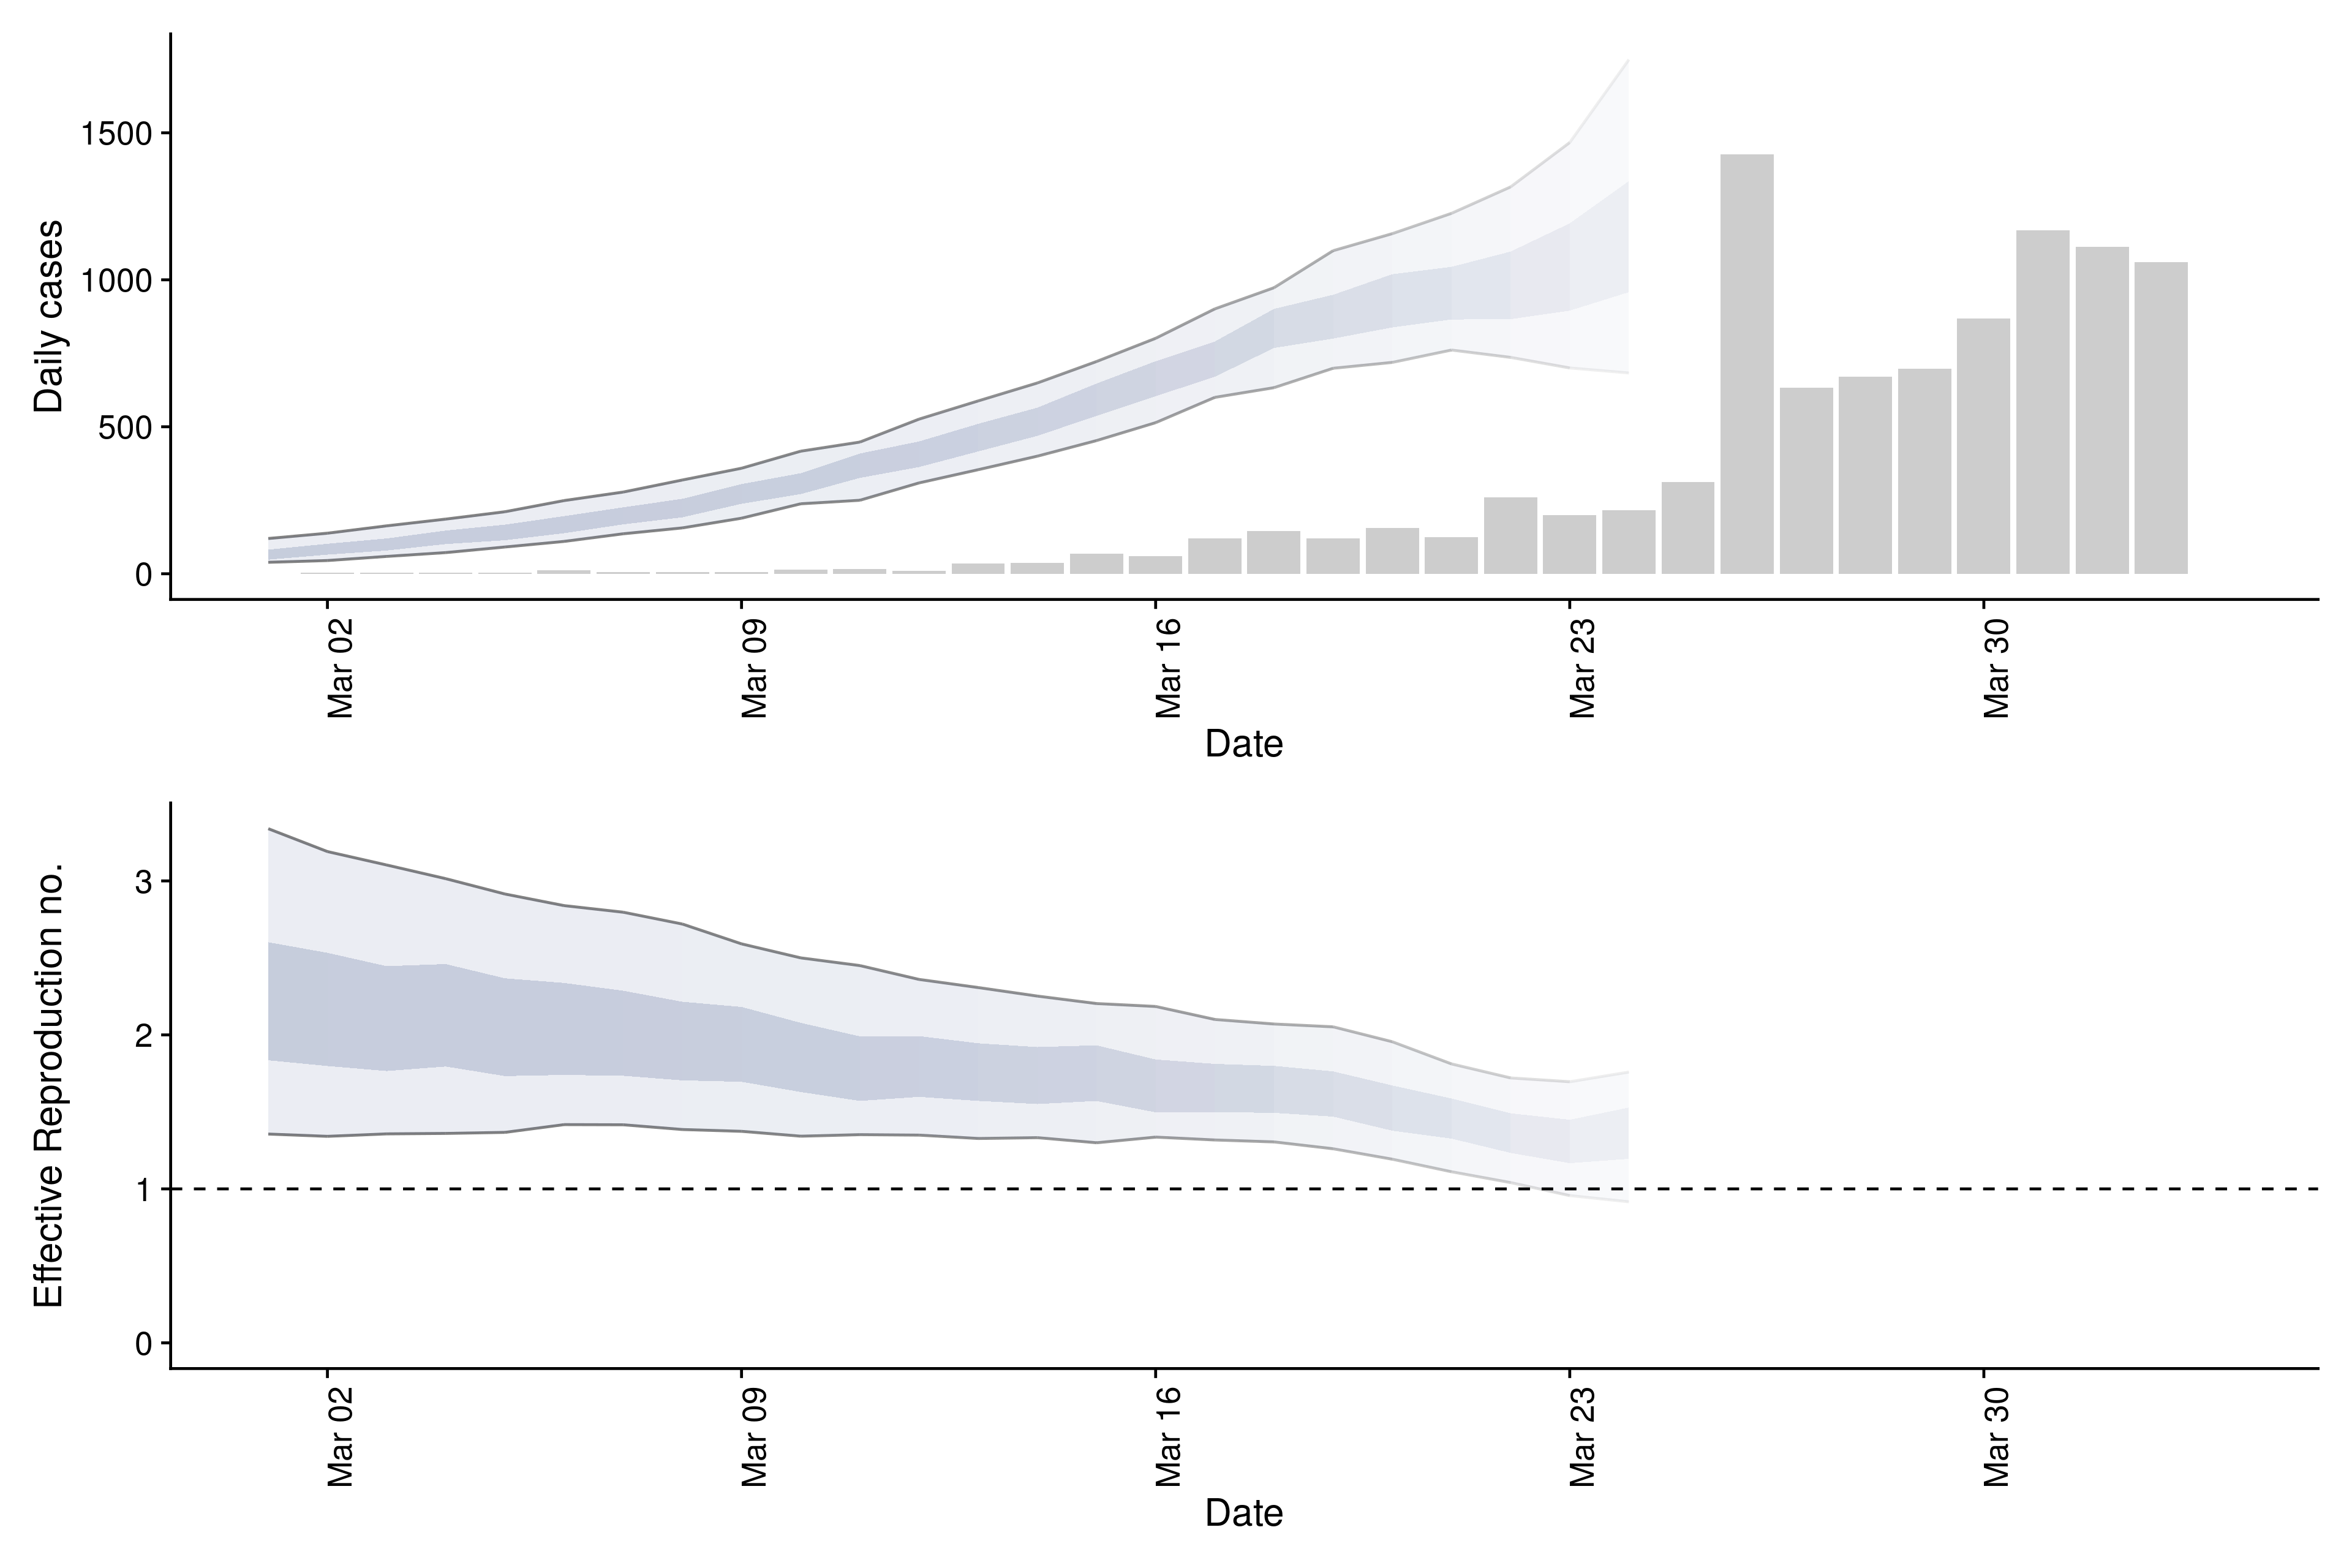 Daily cases
1500
1000
500
0
Mar 02
Mar 09
Mar 16
Mar 23
Mar 30
Date
Effective Reproduction no.
3
2
1
0
Mar 02
Mar 09
Mar 16
Mar 23
Mar 30
Date